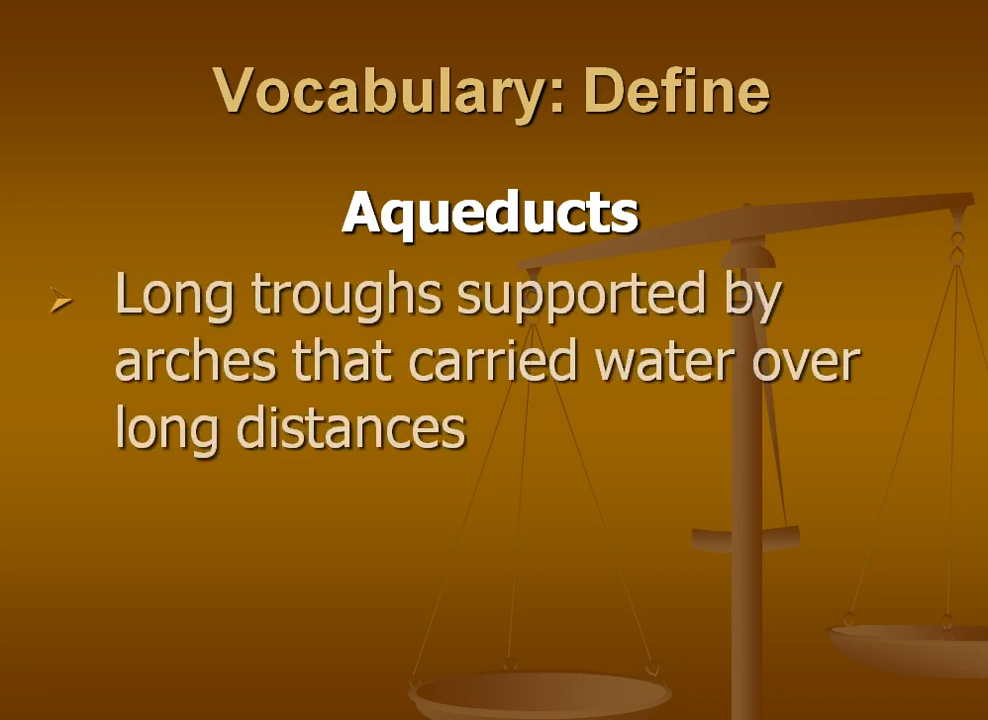 Vocabulary: Define
Aqueducts
Long troughs supported by
arches that carried water over
long distances